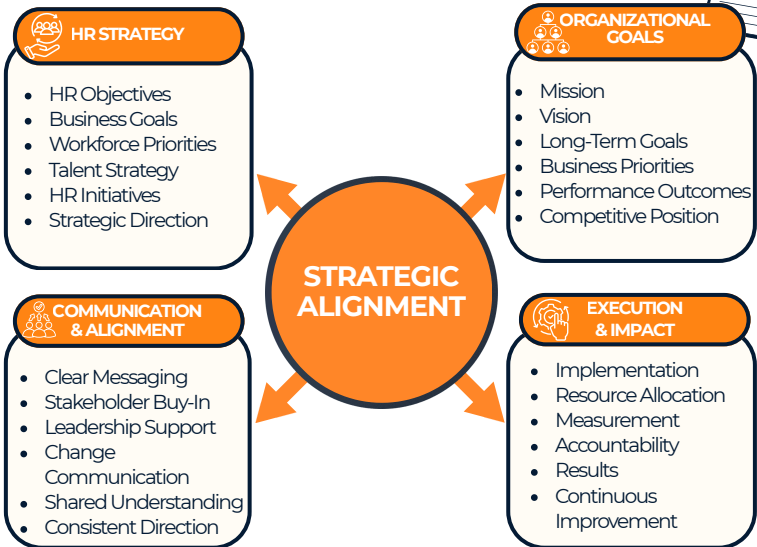 HR STRATEGY
• HR Objectives
• Business Goals
• Workforce Priorities
• Talent Strategy
• HR Initiatives
• Strategic Direction
ORGANIZATIONAL
GOALS
• Mission
• Vision
• Long-Term Goals
• Business Priorities
• Performance Outcomes
• Competitive Position
STRATEGIC
ALIGNMENT
COMMUNICATION
& ALIGNMENT
• Clear Messaging
• Stakeholder Buy-In
• Leadership Support
• Change
Communication
• Shared Understanding
• Consistent Direction
EXECUTION
& IMPACT
• Implementation
• Resource Allocation
• Measurement
• Accountability
• Results
• Continuous
Improvement